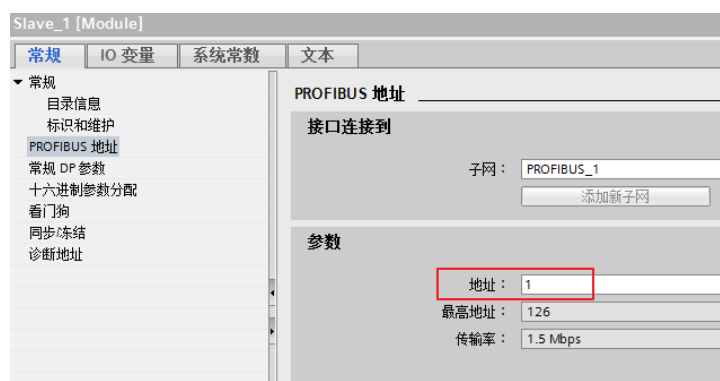 Slave_1 [Module]
常规 IO 变量 系统常数 文本
常规
目录信息
标识和维护
PROFIBUS 地址
常规 DP 参数
十六进制参数分配
看门狗
同步/冻结
诊断地址
PROFIBUS 地址
接口连接到
子网： PROFIBUS_1
添加新子网
参数
地址： 1
最高地址： 126
传输率： 1.5 Mbps